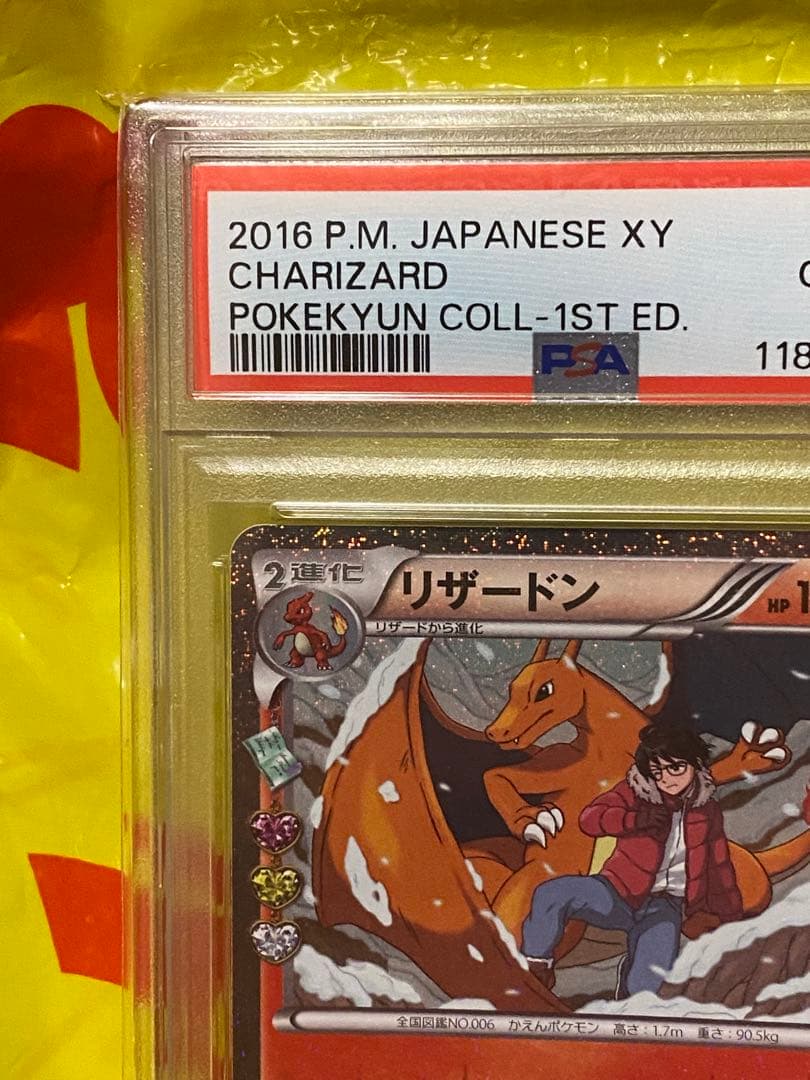 2016 P.M. JAPANESE XY
CHARIZARD
POKEKYUN COLL-1ST ED.
PSA
118
2進化
リザードン
HP 1
リザードから進化
全国図鑑NO.006 かえんポケモン 高さ:1.7m 重さ:90.5kg